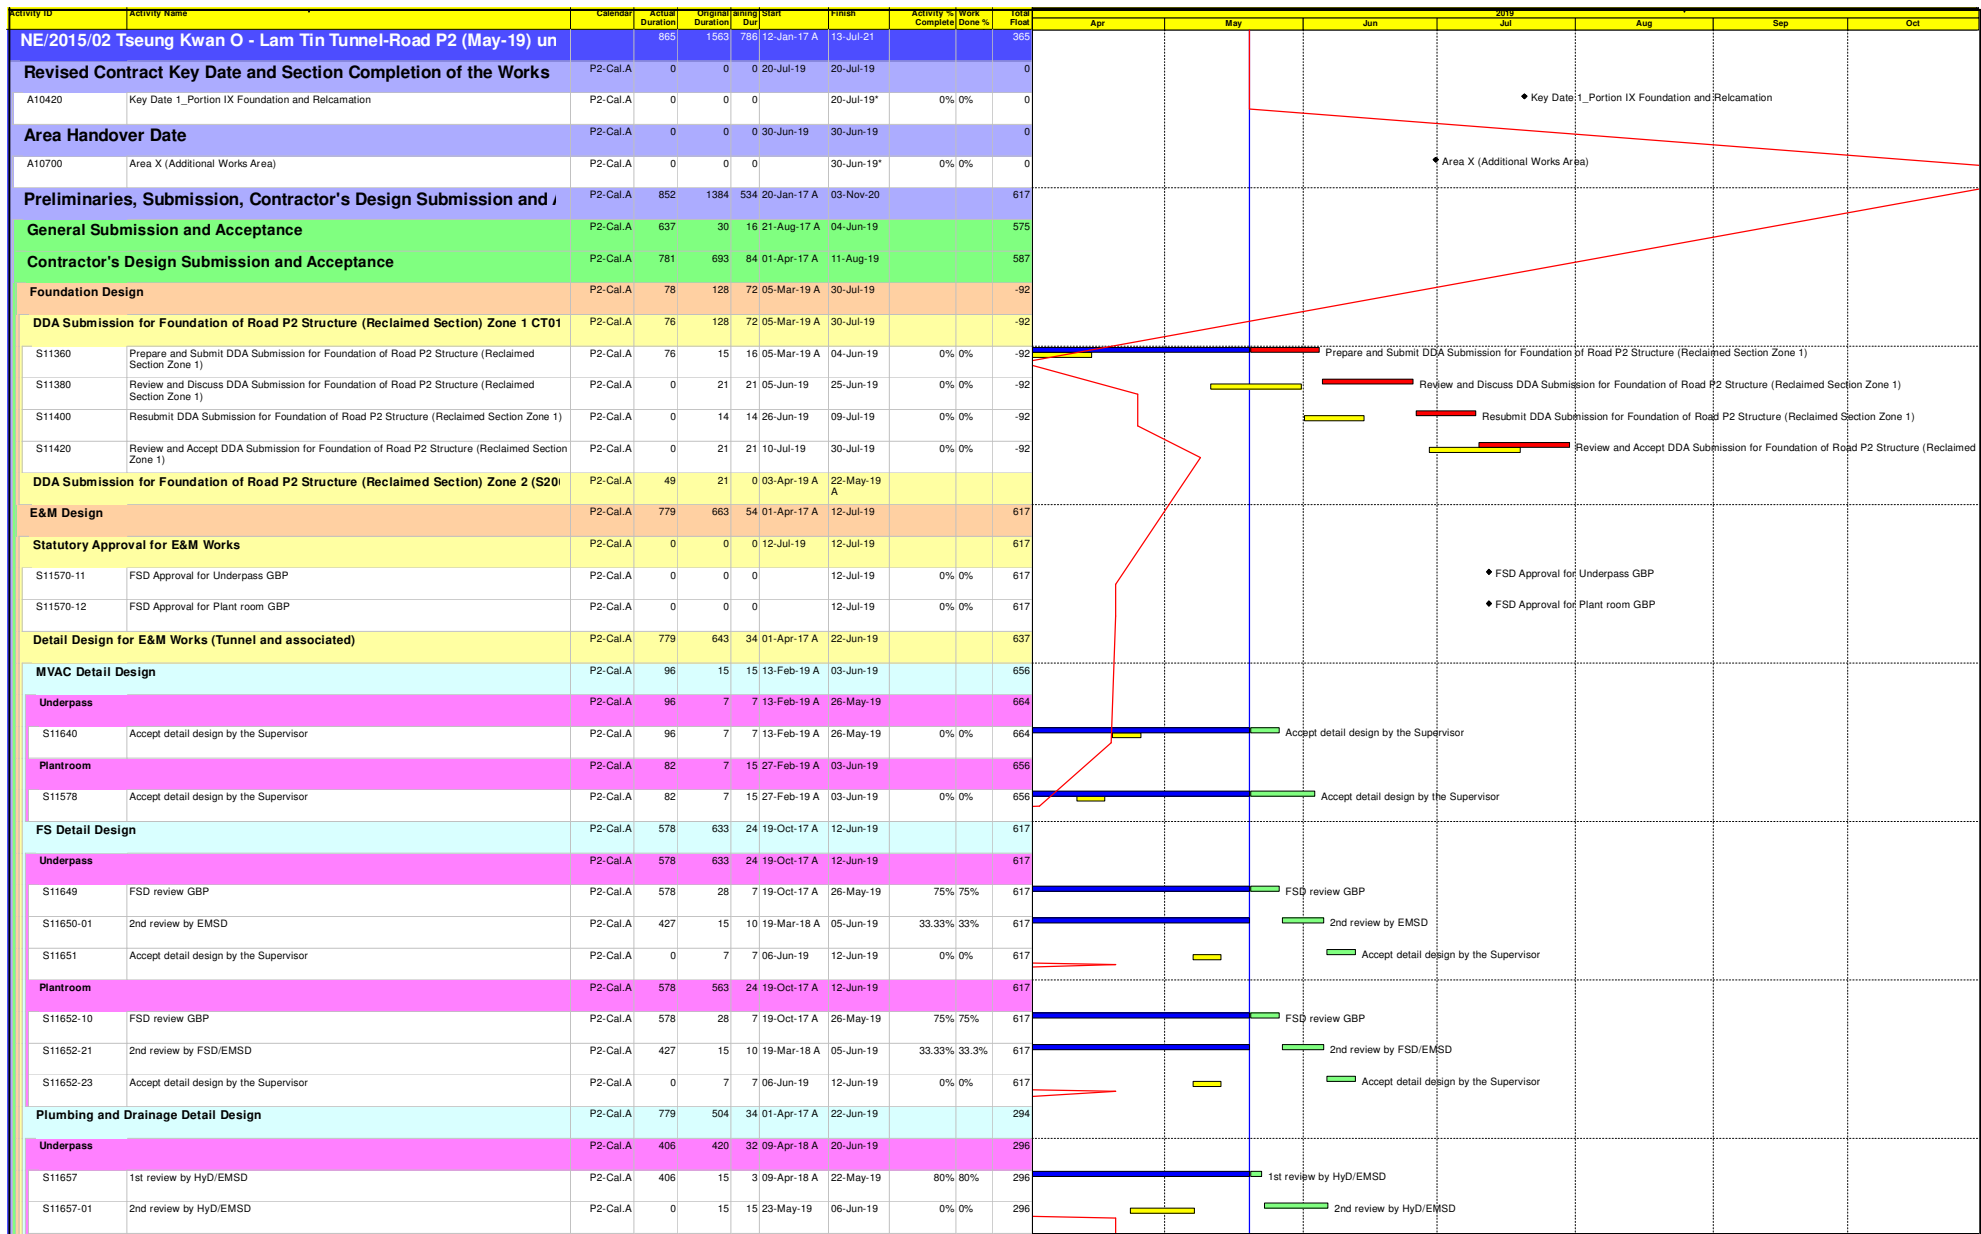 Activity ID Activity Name Calendar Actual Duration Original Duration aining Dur Start Finish Activity % Complete Work Done % Total Float 2019
Apr May Jun Jul Aug Sep Oct
NE/2015/02 Tseung Kwan O - Lam Tin Tunnel-Road P2 (May-19) un 865 1563 786 12-Jan-17 A 13-Jul-21 365
Revised Contract Key Date and Section Completion of the Works P2-Cal.A 0 0 0 20-Jul-19 20-Jul-19 0
A10420 Key Date 1_Portion IX Foundation and Relcamation P2-Cal.A 0 0 0 20-Jul-19* 0% 0% 0 Key Date 1_Portion IX Foundation and Relcamation
Area Handover Date P2-Cal.A 0 0 0 30-Jun-19 30-Jun-19 0
A10700 Area X (Additional Works Area) P2-Cal.A 0 0 0 30-Jun-19* 0% 0% 0 Area X (Additional Works Area)
Preliminaries, Submission, Contractor's Design Submission and P2-Cal.A 852 1384 534 20-Jan-17 A 03-Nov-20 617
General Submission and Acceptance P2-Cal.A 637 30 16 21-Aug-17 A 04-Jun-19 575
Contractor's Design Submission and Acceptance P2-Cal.A 781 693 84 01-Apr-17 A 11-Aug-19 587
Foundation Design P2-Cal.A 78 128 72 05-Mar-19 A 30-Jul-19 -92
DDA Submission for Foundation of Road P2 Structure (Reclaimed Section) Zone 1 CT01 P2-Cal.A 76 128 72 05-Mar-19 A 30-Jul-19 -92
S11360 Prepare and Submit DDA Submission for Foundation of Road P2 Structure (Reclaimed Section Zone 1) P2-Cal.A 76 15 16 05-Mar-19 A 04-Jun-19 0% 0% -92 Prepare and Submit DDA Submission for Foundation of Road P2 Structure (Reclaimed Section Zone 1)
S11380 Review and Discuss DDA Submission for Foundation of Road P2 Structure (Reclaimed Section Zone 1) P2-Cal.A 0 21 21 05-Jun-19 25-Jun-19 0% 0% -92 Review and Discuss DDA Submission for Foundation of Road P2 Structure (Reclaimed Section Zone 1)
S11400 Resubmit DDA Submission for Foundation of Road P2 Structure (Reclaimed Section Zone 1) P2-Cal.A 0 14 14 26-Jun-19 09-Jul-19 0% 0% -92 Resubmit DDA Submission for Foundation of Road P2 Structure (Reclaimed Section Zone 1)
S11420 Review and Accept DDA Submission for Foundation of Road P2 Structure (Reclaimed Section Zone 1) P2-Cal.A 0 21 21 10-Jul-19 30-Jul-19 0% 0% -92 Review and Accept DDA Submission for Foundation of Road P2 Structure (Reclaimed
DDA Submission for Foundation of Road P2 Structure (Reclaimed Section) Zone 2 (S20 P2-Cal.A 49 21 0 03-Apr-19 A 22-May-19 A
E&M Design P2-Cal.A 779 663 54 01-Apr-17 A 12-Jul-19 617
Statutory Approval for E&M Works P2-Cal.A 0 0 0 12-Jul-19 12-Jul-19 617
S11570-11 FSD Approval for Underpass GBP P2-Cal.A 0 0 0 12-Jul-19 0% 0% 617 FSD Approval for Underpass GBP
S11570-12 FSD Approval for Plant room GBP P2-Cal.A 0 0 0 12-Jul-19 0% 0% 617 FSD Approval for Plant room GBP
Detail Design for E&M Works (Tunnel and associated) P2-Cal.A 779 643 34 01-Apr-17 A 22-Jun-19 637
MVAC Detail Design P2-Cal.A 96 15 15 13-Feb-19 A 03-Jun-19 656
Underpass P2-Cal.A 96 7 7 13-Feb-19 A 26-May-19 664
S11640 Accept detail design by the Supervisor P2-Cal.A 96 7 7 13-Feb-19 A 26-May-19 0% 0% 664 Accept detail design by the Supervisor
Plantroom P2-Cal.A 82 7 15 27-Feb-19 A 03-Jun-19 656
S11578 Accept detail design by the Supervisor P2-Cal.A 82 7 15 27-Feb-19 A 03-Jun-19 0% 0% 656 Accept detail design by the Supervisor
FS Detail Design P2-Cal.A 578 633 24 19-Oct-17 A 12-Jun-19 617
Underpass P2-Cal.A 578 633 24 19-Oct-17 A 12-Jun-19 617
S11649 FSD review GBP P2-Cal.A 578 28 7 19-Oct-17 A 26-May-19 75% 75% 617 FSD review GBP
S11650-01 2nd review by EMSD P2-Cal.A 427 15 10 19-Mar-18 A 05-Jun-19 33.33% 33% 617 2nd review by EMSD
S11651 Accept detail design by the Supervisor P2-Cal.A 0 7 7 06-Jun-19 12-Jun-19 0% 0% 617 Accept detail design by the Supervisor
Plantroom P2-Cal.A 578 563 24 19-Oct-17 A 12-Jun-19 617
S11652-10 FSD review GBP P2-Cal.A 578 28 7 19-Oct-17 A 26-May-19 75% 75% 617 FSD review GBP
S11652-21 2nd review by FSD/EMSD P2-Cal.A 427 15 10 19-Mar-18 A 05-Jun-19 33.33% 33.3% 617 2nd review by FSD/EMSD
S11652-23 Accept detail design by the Supervisor P2-Cal.A 0 7 7 06-Jun-19 12-Jun-19 0% 0% 617 Accept detail design by the Supervisor
Plumbing and Drainage Detail Design P2-Cal.A 779 504 34 01-Apr-17 A 22-Jun-19 294
Underpass P2-Cal.A 406 420 32 09-Apr-18 A 20-Jun-19 296
S11657 1st review by HyD/EMSD P2-Cal.A 406 15 3 09-Apr-18 A 22-May-19 80% 80% 296 1st review by HyD/EMSD
S11657-01 2nd review by HyD/EMSD P2-Cal.A 0 15 15 23-May-19 06-Jun-19 0% 0% 296 2nd review by HyD/EMSD